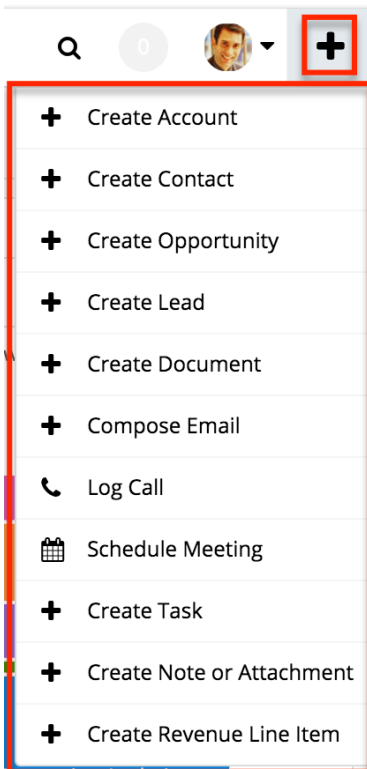 0
Create Account
Create Contact
Create Opportunity
Create Lead
Create Document
Compose Email
Log Call
Schedule Meeting
Create Task
Create Note or Attachment
Create Revenue Line Item